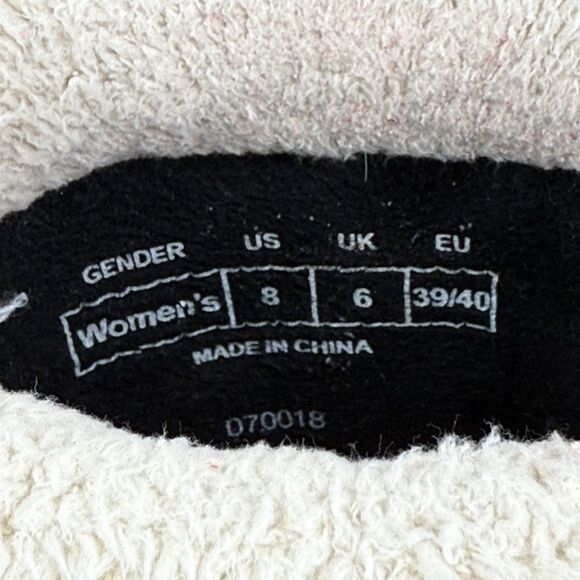 GENDER US UK EU
Women's 8 6 39/40
MADE IN CHINA
070018